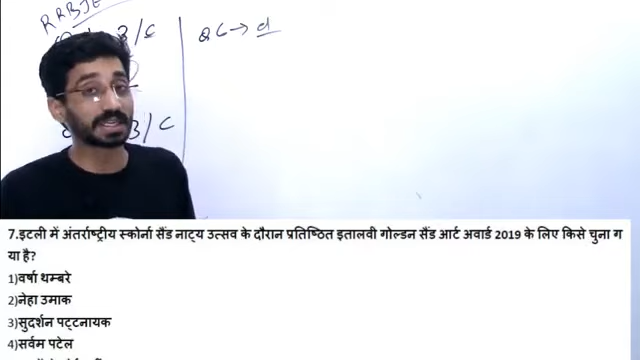 RRBJE
B/C
QC→d
B/C
7.इटली में अंतर्राष्ट्रीय स्कोर्ना सैंड नाट्य उत्सव के दौरान प्रतिष्ठित इतालवी गोल्डन सैंड आर्ट अवार्ड 2019 के लिए किसे चुना ग
या है?
1)वर्षा थम्बरे
2)नेहा उमाक
3)सुदर्शन पट्टनायक
4)सर्वम पटेल